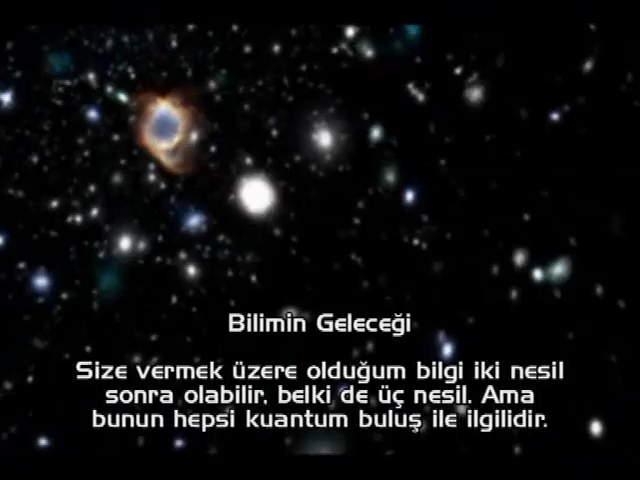 Bilimin Geleceği
Size vermek üzere olduğum bilgi iki nesil
sonra olabilir, belki de üç nesil. Ama
bunun hepsi kuantum buluş ile ilgilidir.